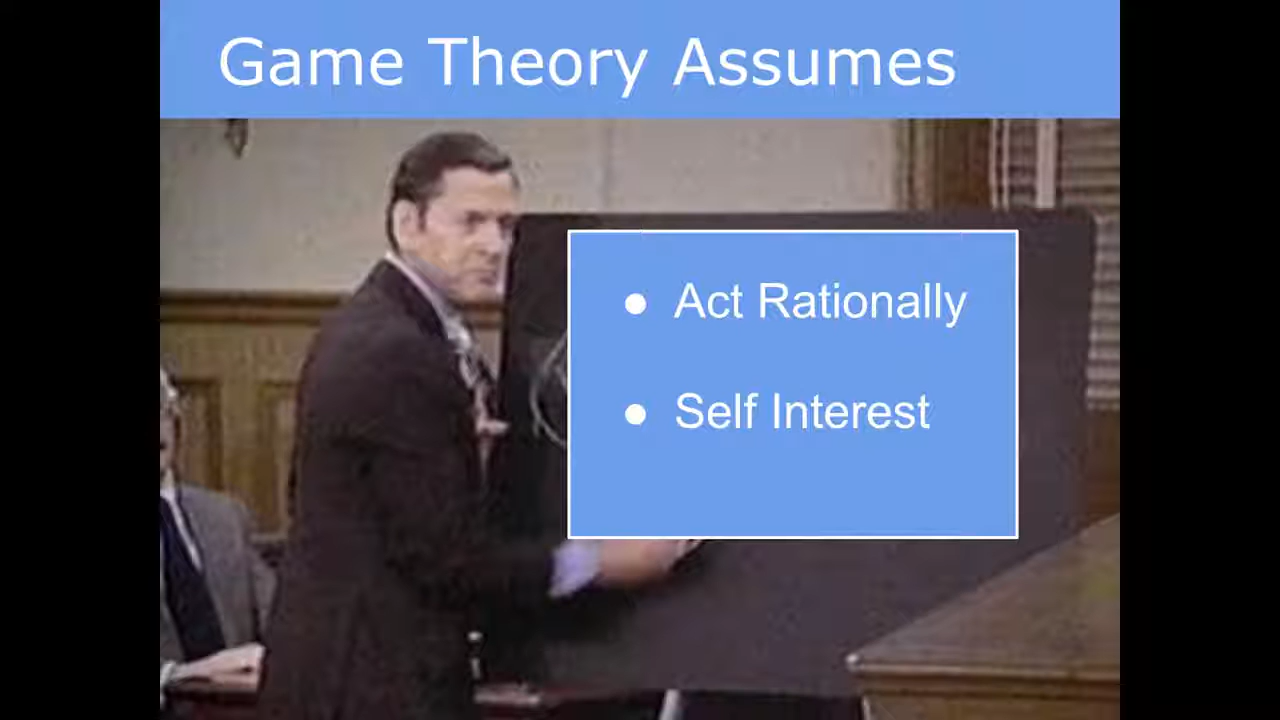 Game Theory Assumes
● Act Rationally
● Self Interest